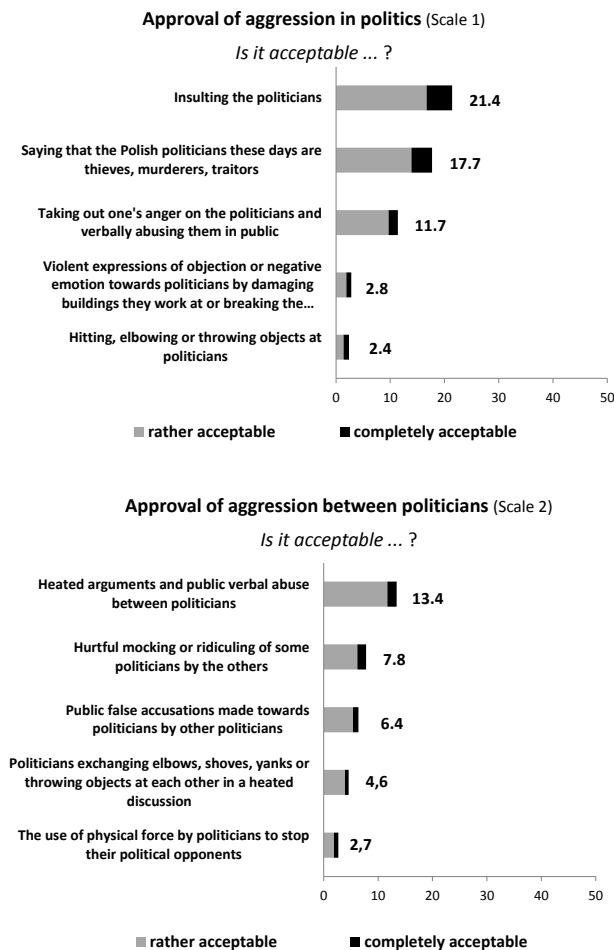 Approval of aggression in politics (Scale 1)
Is it acceptable ... ?
Insulting the politicians
21.4
Saying that the Polish politicians these days are
thieves, murderers, traitors
17.7
Taking out one's anger on the politicians and
verbally abusing them in public
11.7
Violent expressions of objection or negative
emotion towards politicians by damaging
buildings they work at or breaking the...
2.8
Hitting, elbowing or throwing objects at
politicians
2.4
0 10 20 30 40 50
rather acceptable completely acceptable
Approval of aggression between politicians (Scale 2)
Is it acceptable ... ?
Heated arguments and public verbal abuse
between politicians
13.4
Hurtful mocking or ridiculing of some
politicians by the others
7.8
Public false accusations made towards
politicians by other politicians
6.4
Politicians exchanging elbows, shoves, yanks or
throwing objects at each other in a heated
discussion
4,6
The use of physical force by politicians to stop
their political opponents
2,7
0 10 20 30 40 50
rather acceptable completely acceptable